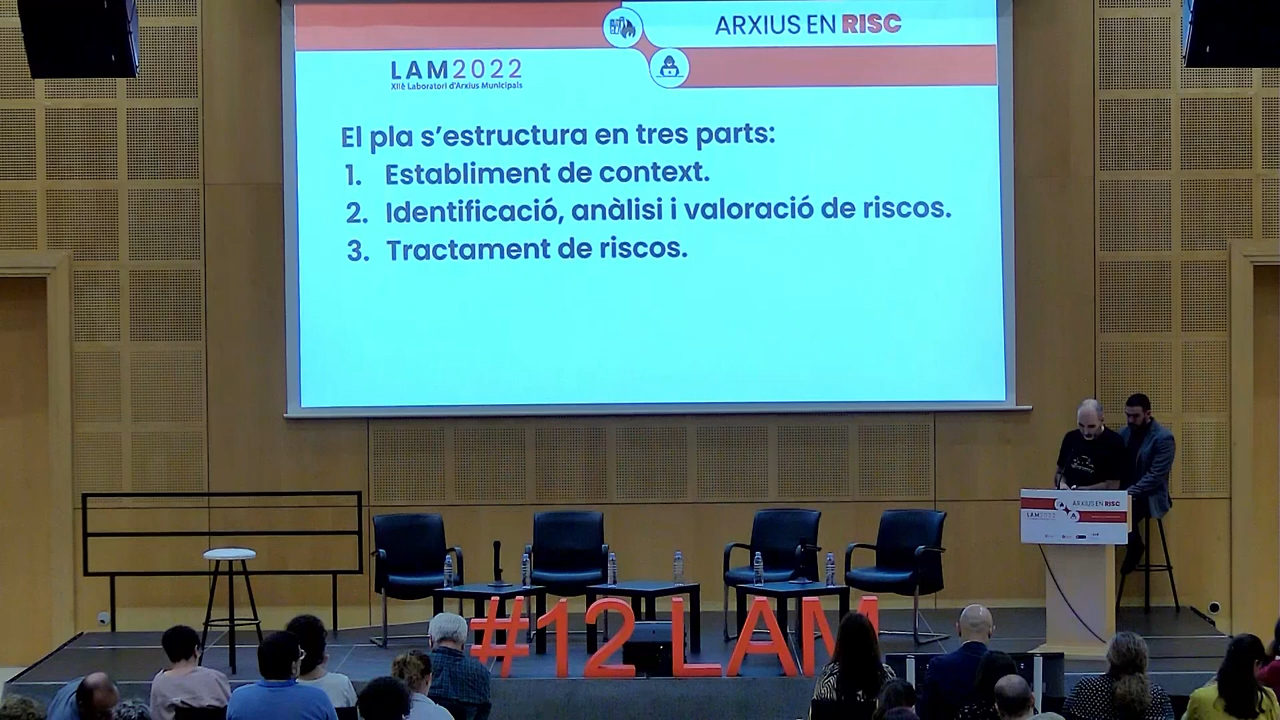 ARXIUS EN RISC
LAM2022
XIIè Laboratori d'Arxius Municipals
El pla s'estructura en tres parts:
1. Establiment de context.
2. Identificació, anàlisi i valoració de riscos.
3. Tractament de riscos.
ARXIUS EN RISC
LAM2022
#12 LAM